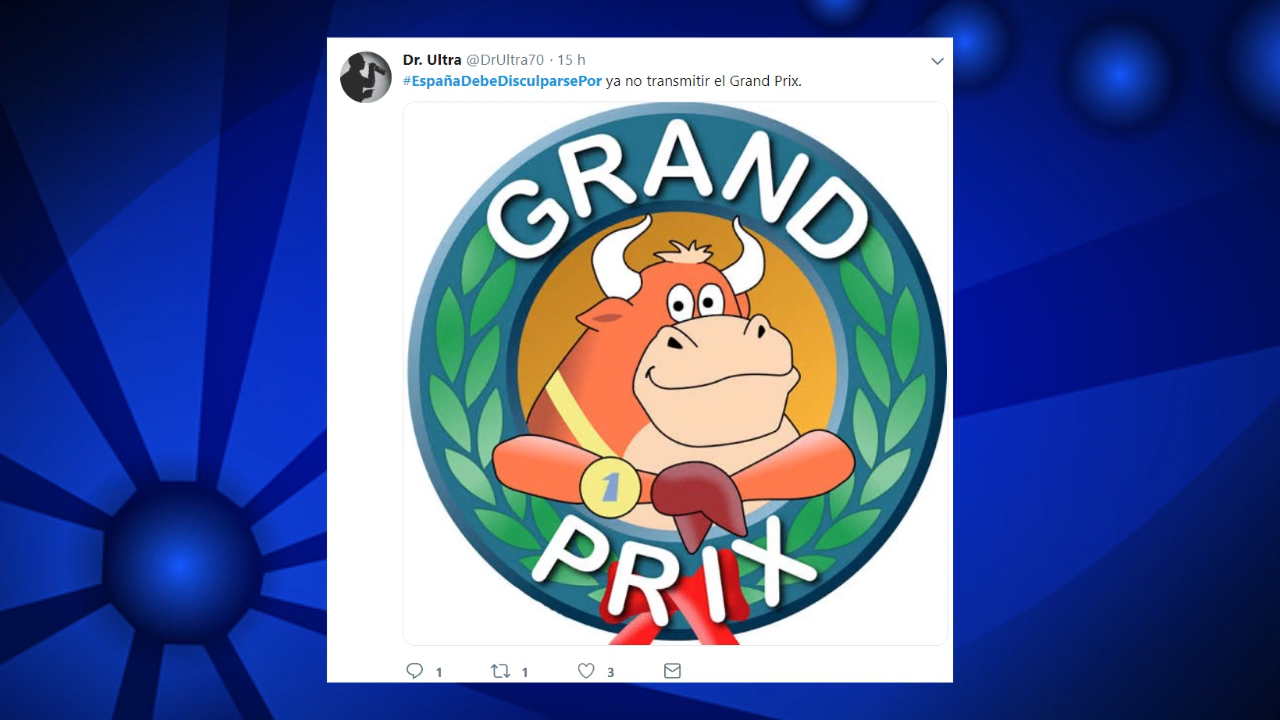 Dr. Ultra @DrUltra70 · 15 h
#EspañaDebeDisculparsePor ya no transmitir el Grand Prix.
GRAND
1
PRIX
1 1 3